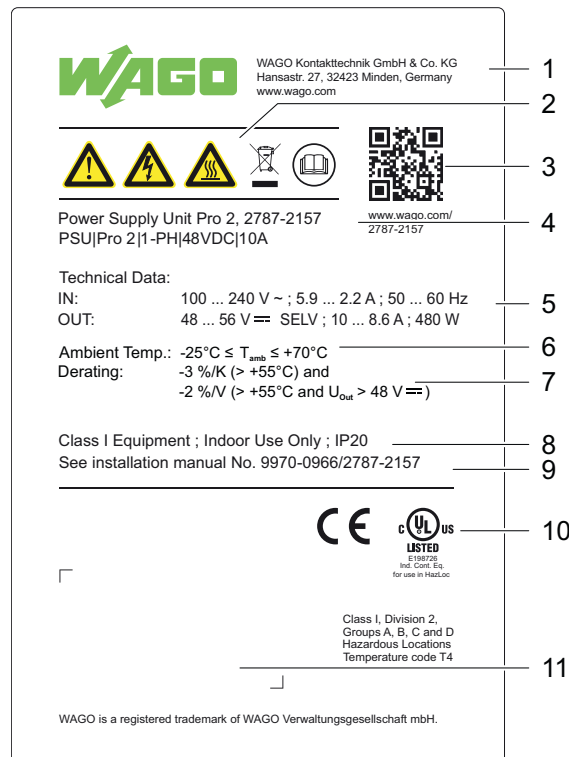 WAGO
WAGO Kontakttechnik GmbH & Co. KG
Hansastr. 27, 32423 Minden, Germany
www.wago.com
1
2
3
Power Supply Unit Pro 2, 2787-2157
PSU|Pro 2|1-PH|48VDC|10A
www.wago.com/
2787-2157
4
Technical Data:
IN: 100 ... 240 V ~ ; 5.9 ... 2.2 A ; 50 ... 60 Hz
5
OUT: 48 ... 56 V ⎓ SELV ; 10 ... 8.6 A ; 480 W
Ambient Temp.: -25°C ≤ Tamb ≤ +70°C
6
Derating: -3 %/K (> +55°C) and
-2 %/V (> +55°C and UOut > 48 V ⎓ )
7
Class I Equipment ; Indoor Use Only ; IP20
8
See installation manual No. 9970-0966/2787-2157
9
CE
C UL US
LISTED
E198726
Ind. Cont. Eq.
for use in HazLoc
10
Class I, Division 2,
Groups A, B, C and D
Hazardous Locations
Temperature code T4
11
WAGO is a registered trademark of WAGO Verwaltungsgesellschaft mbH.